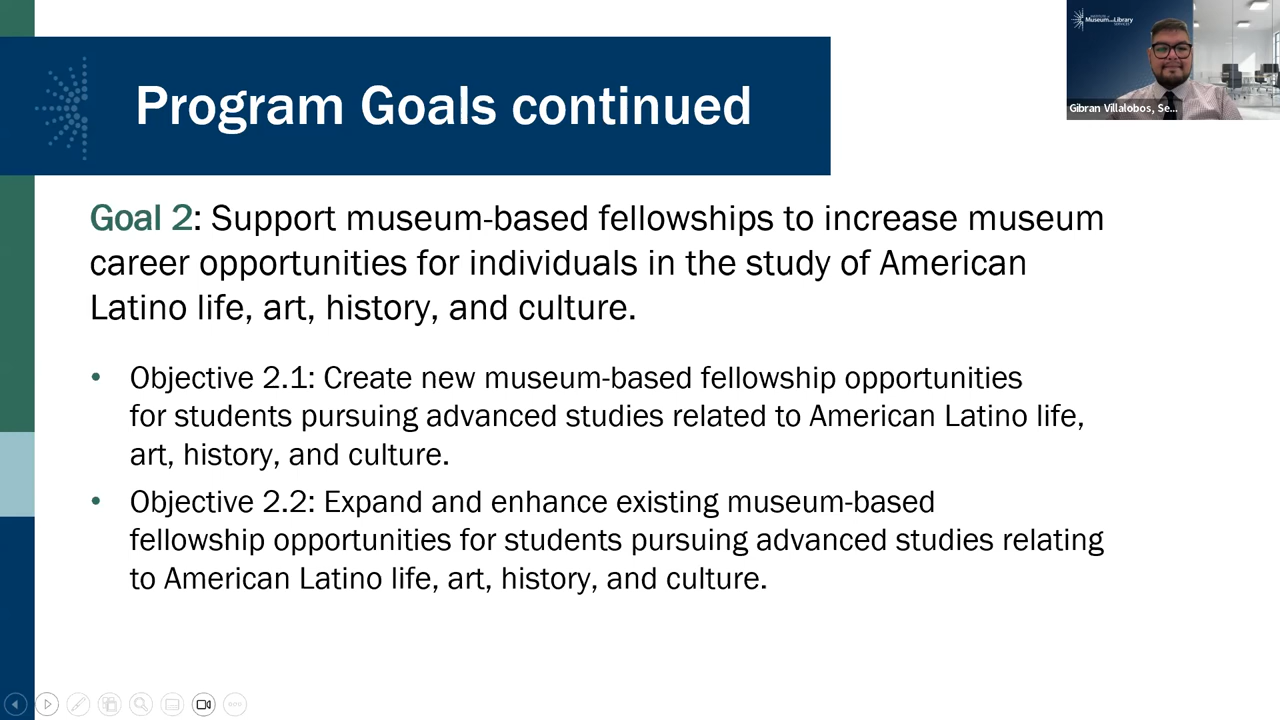 Program Goals continued
Museum and Library
SERVICES
Gibran Villalobos, Se...
Goal 2: Support museum-based fellowships to increase museum
career opportunities for individuals in the study of American
Latino life, art, history, and culture.
• Objective 2.1: Create new museum-based fellowship opportunities
for students pursuing advanced studies related to American Latino life,
art, history, and culture.
• Objective 2.2: Expand and enhance existing museum-based
fellowship opportunities for students pursuing advanced studies relating
to American Latino life, art, history, and culture.